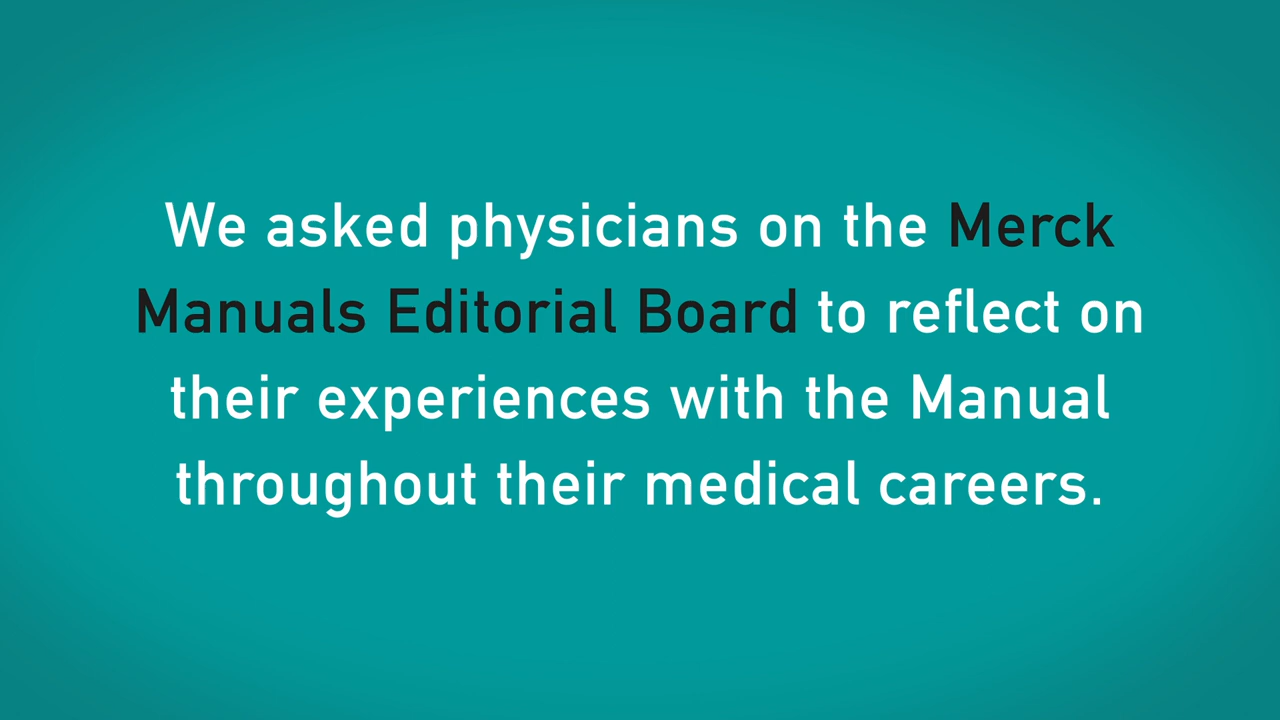 We asked physicians on the Merck
Manuals Editorial Board to reflect on
their experiences with the Manual
throughout their medical careers.